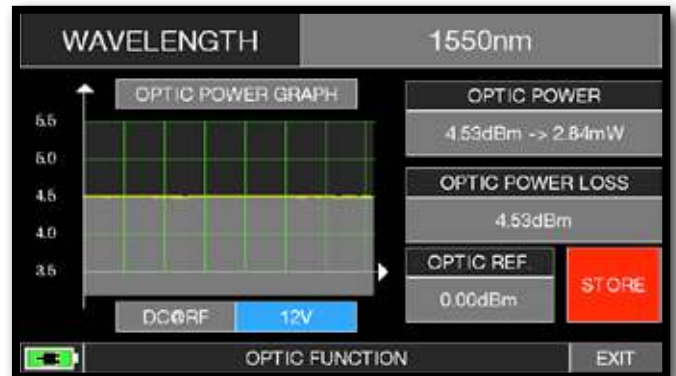 WAVELENGTH 1550nm
OPTIC POWER GRAPH
5.5
5.0
4.5
4.0
3.5
DC@RF 12V
OPTIC POWER
4.53dBm -> 2.84mW
OPTIC POWER LOSS
4.53dBm
OPTIC REF.
0.00dBm
STORE
OPTIC FUNCTION EXIT